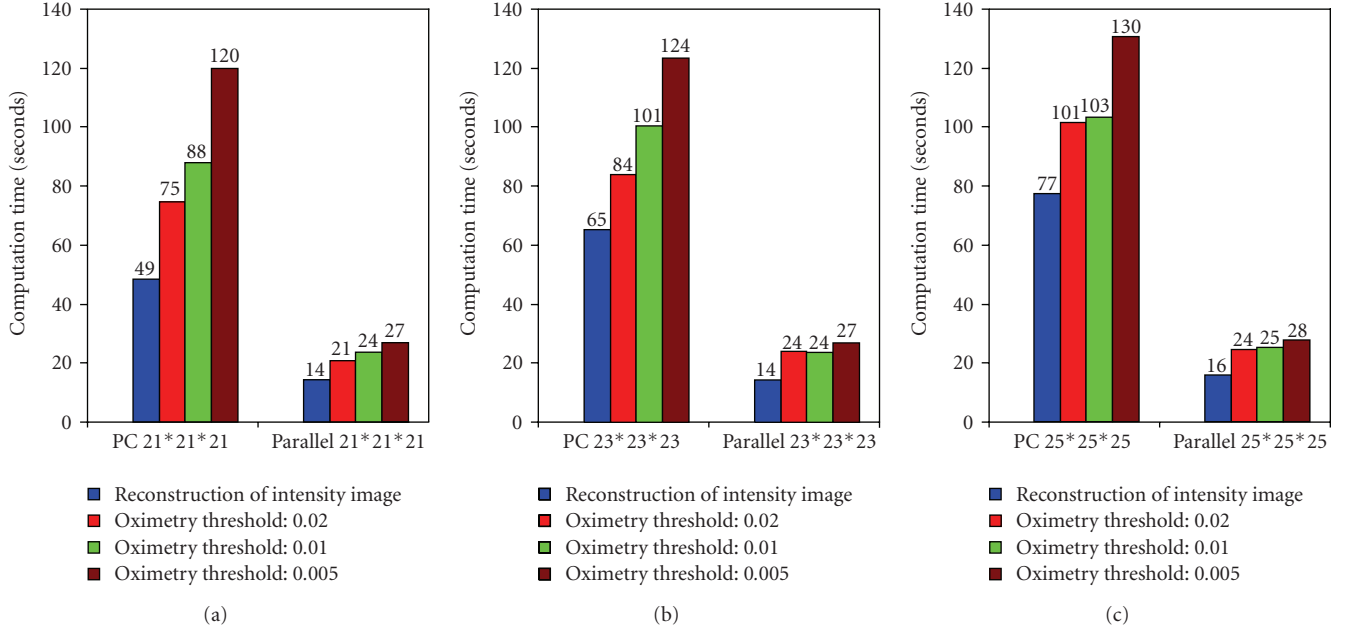 140
120
100
80
60
40
20
0
Computation time (seconds)
49
75
88
120
14
21
24
27
PC 21*21*21
Parallel 21*21*21
Reconstruction of intensity image
Oximetry threshold: 0.02
Oximetry threshold: 0.01
Oximetry threshold: 0.005
(a)
140
120
100
80
60
40
20
0
Computation time (seconds)
65
84
101
124
14
24
24
27
PC 23*23*23
Parallel 23*23*23
Reconstruction of intensity image
Oximetry threshold: 0.02
Oximetry threshold: 0.01
Oximetry threshold: 0.005
(b)
140
120
100
80
60
40
20
0
Computation time (seconds)
77
101
103
130
16
24
25
28
PC 25*25*25
Parallel 25*25*25
Reconstruction of intensity image
Oximetry threshold: 0.02
Oximetry threshold: 0.01
Oximetry threshold: 0.005
(c)